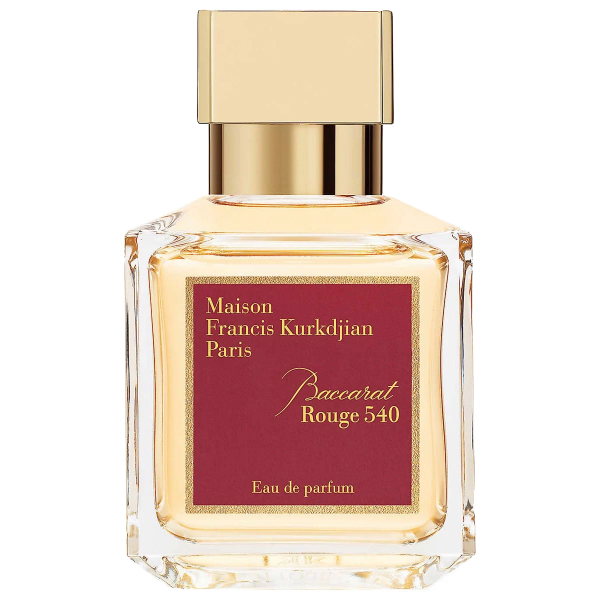 Maison
Francis Kurkdjian
Paris
Baccarat
Rouge 540
Eau de parfum